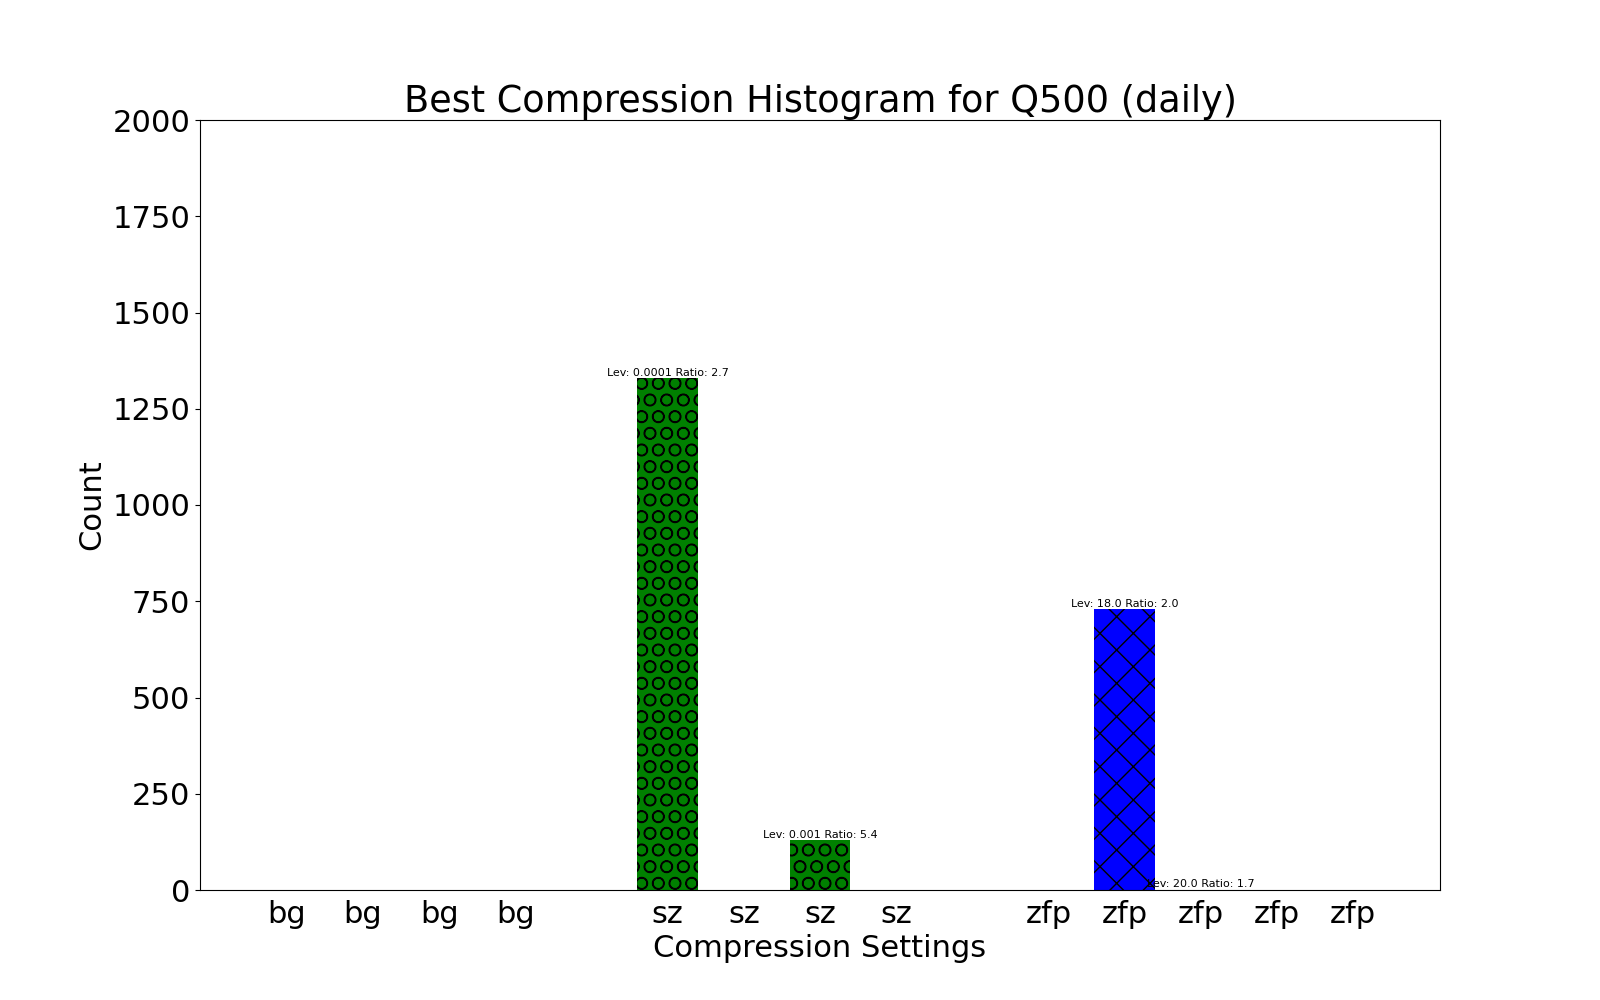 Best Compression Histogram for Q500 (daily)
2000
1750
1500
1250
1000
750
500
250
0
Count
Lev: 0.0001 Ratio: 2.7
Lev: 0.001 Ratio: 5.4
Lev: 18.0 Ratio: 2.0
Lev: 20.0 Ratio: 1.7
bg bg bg bg sz sz sz sz zfp zfp zfp zfp zfp
Compression Settings